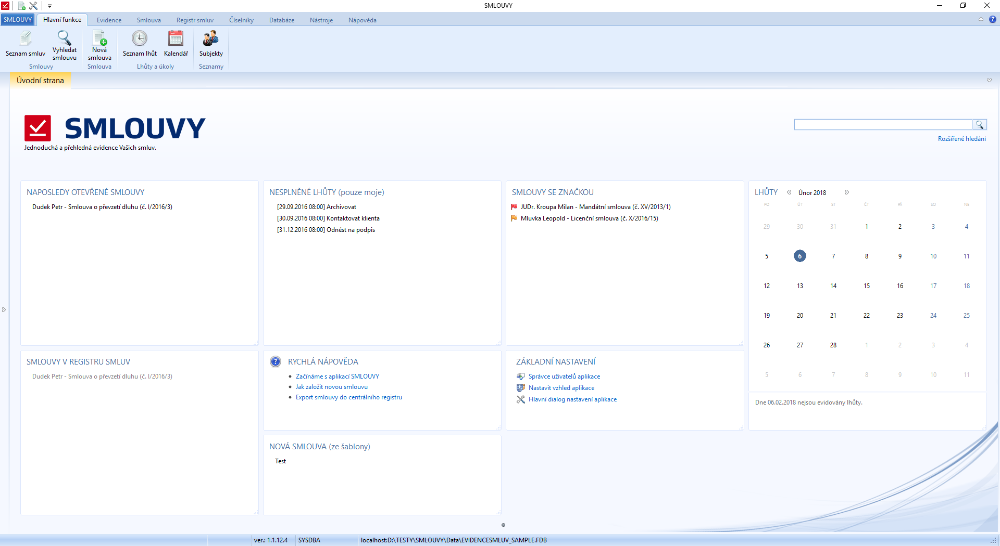 SMLOUVY
SMLOUVY Hlavní funkce Evidence Smlouva Registr smluv Číselníky Databáze Nástroje Nápověda
Seznam smluv
Vyhledat
smlouvu
Nová
smlouva
Seznam lhůt
Kalendář
Subjekty
Smlouvy Smlouva Lhůty a úkoly Seznamy
Úvodní strana
SMLOUVY
Jednoduchá a přehledná evidence Vašich smluv.
Rozšířené hledání
NAPOSLEDY OTEVŘENÉ SMLOUVY
Dudek Petr - Smlouva o převzetí dluhu (č. I/2016/3)
NESPLNĚNÉ LHŮTY (pouze moje)
[29.09.2016 08:00] Archivovat
[30.09.2016 08:00] Kontaktovat klienta
[31.12.2016 08:00] Odnést na podpis
SMLOUVY SE ZNAČKOU
JUDr. Kroupa Milan - Mandátní smlouva (č. XV/2013/1)
Mluvka Leopold - Licenční smlouva (č. X/2016/15)
LHŮTY Únor 2018
PO ÚT ST ČT PÁ SO NE
29 30 31 1 2 3 4
5 6 7 8 9 10 11
12 13 14 15 16 17 18
19 20 21 22 23 24 25
26 27 28 1 2 3 4
5 6 7 8 9 10 11
Dne 06.02.2018 nejsou evidovány lhůty.
SMLOUVY V REGISTRU SMLUV
Dudek Petr - Smlouva o převzetí dluhu (č. I/2016/3)
? RYCHLÁ NÁPOVĚDA
• Začínáme s aplikací SMLOUVY
• Jak založit novou smlouvu
• Export smlouvy do centrálního registru
ZÁKLADNÍ NASTAVENÍ
Správce uživatelů aplikace
Nastavit vzhled aplikace
Hlavní dialog nastavení aplikace
NOVÁ SMLOUVA (ze šablony)
Test
ver.: 1.1.12.4 SYSDBA localhost:D:\TESTY\SMLOUVY\Data\EVIDENCESMLUV_SAMPLE.FDB